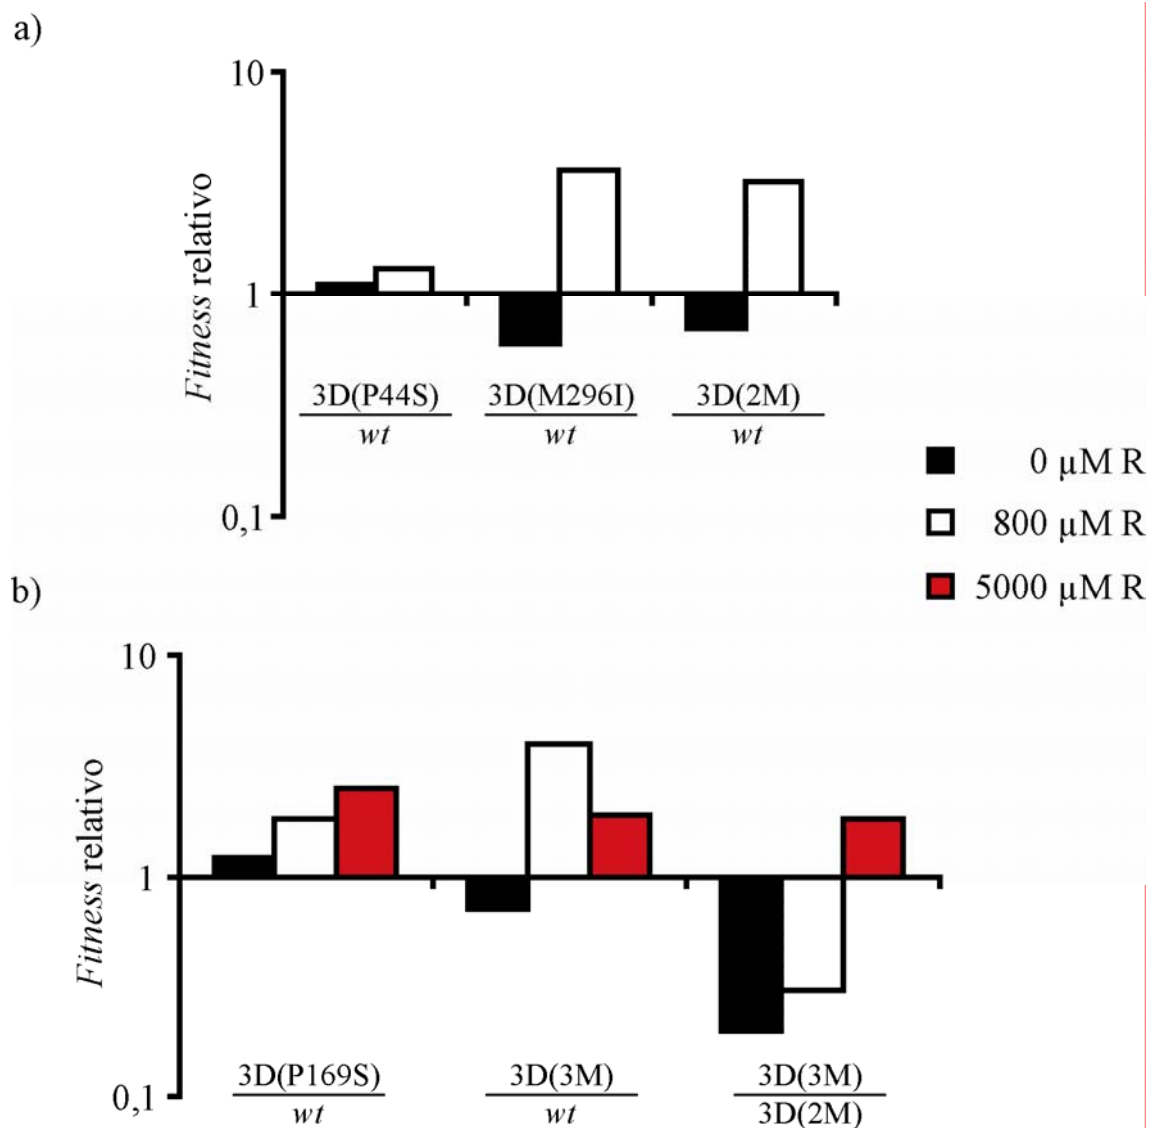 a)
10
1
0,1
Fitness relativo
3D(P44S)
wt
3D(M296I)
wt
3D(2M)
wt
0 μM R
800 μM R
5000 μM R
b)
10
1
0,1
Fitness relativo
3D(P169S)
wt
3D(3M)
wt
3D(3M)
3D(2M)